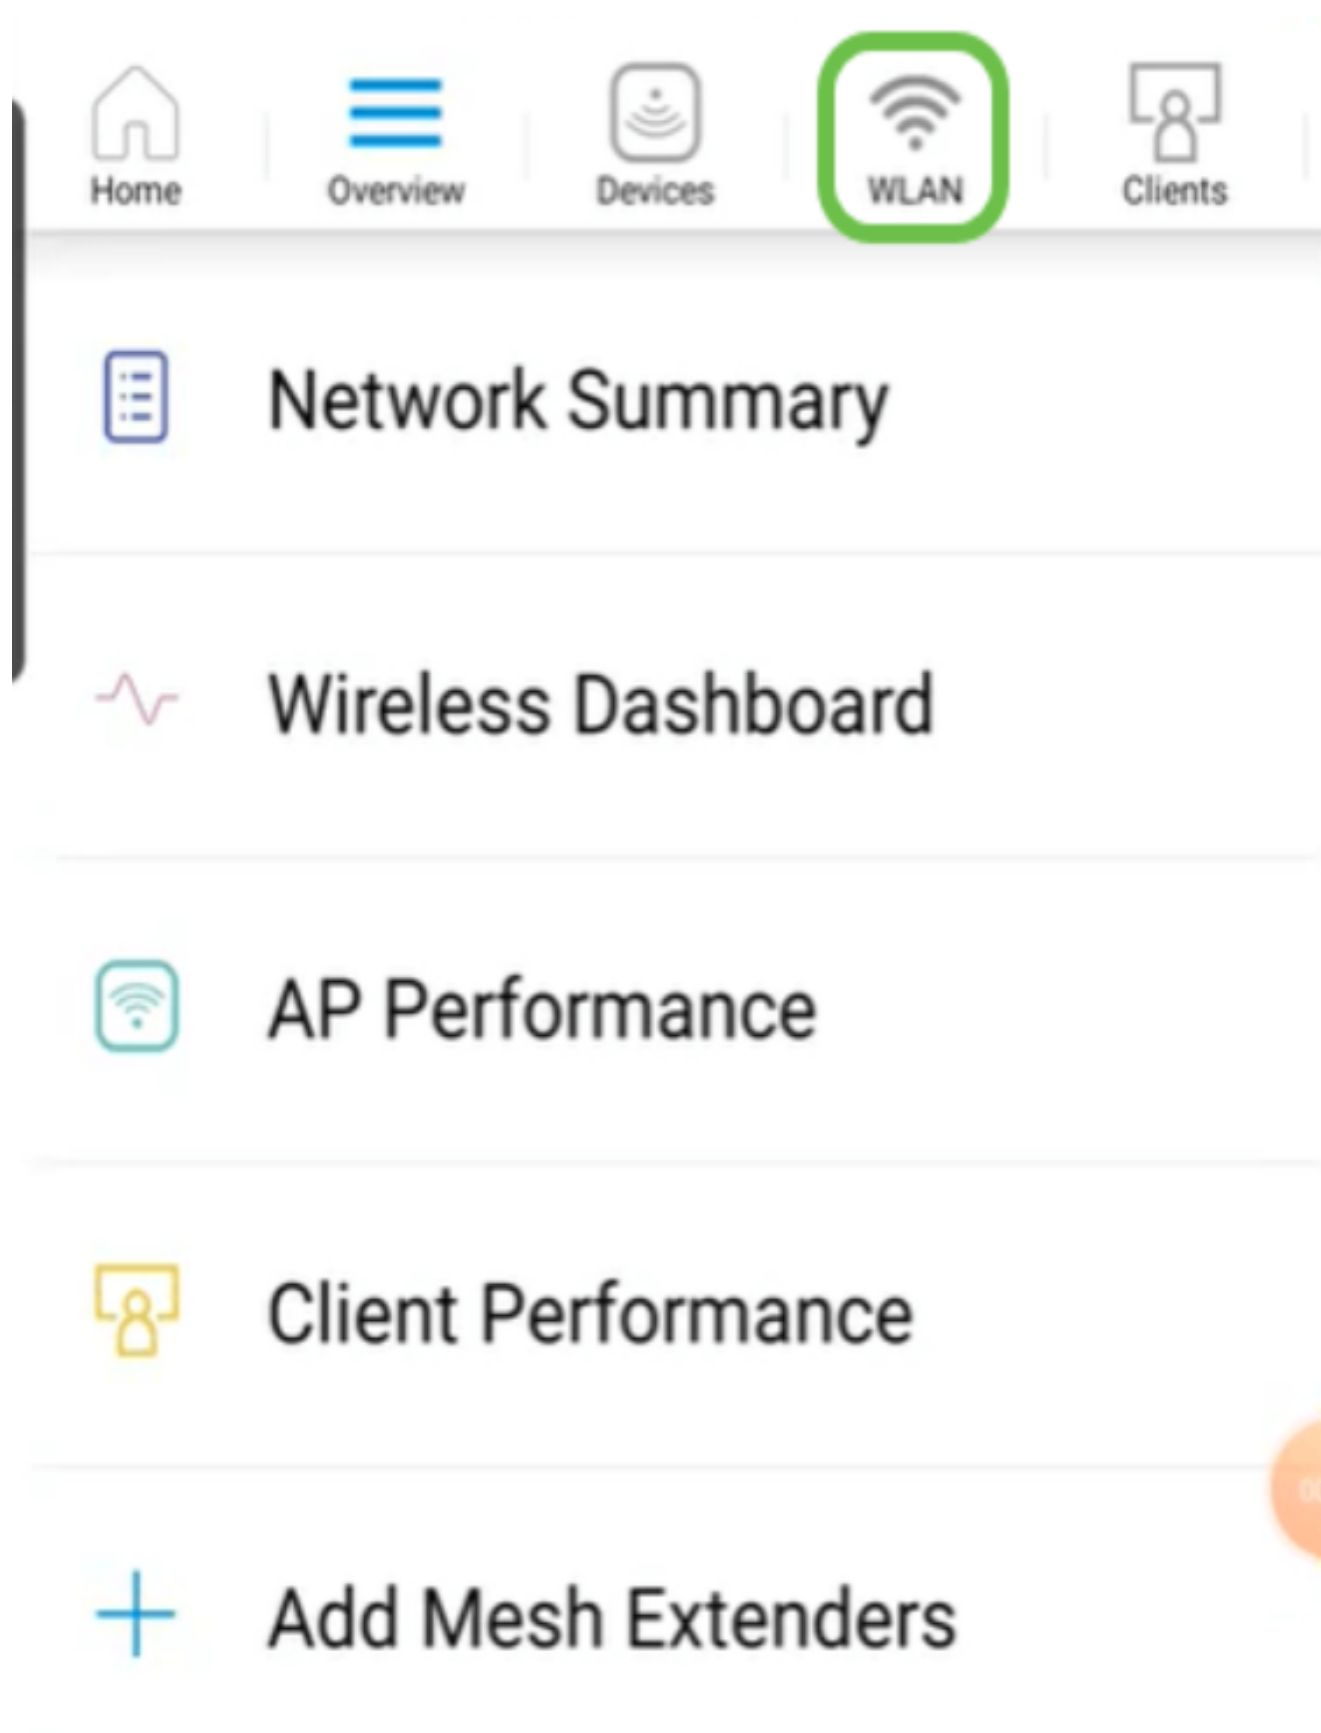 Home
Overview
Devices
WLAN
Clients
Network Summary
Wireless Dashboard
AP Performance
Client Performance
Add Mesh Extenders